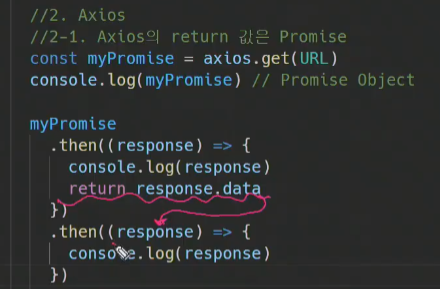 //2. Axios
//2-1. Axios의 return 값은 Promise
const myPromise = axios.get(URL)
console.log(myPromise) // Promise Object
myPromise
.then((response) => {
console.log(response)
return response.data
})
.then((response) => {
console.log(response)
})